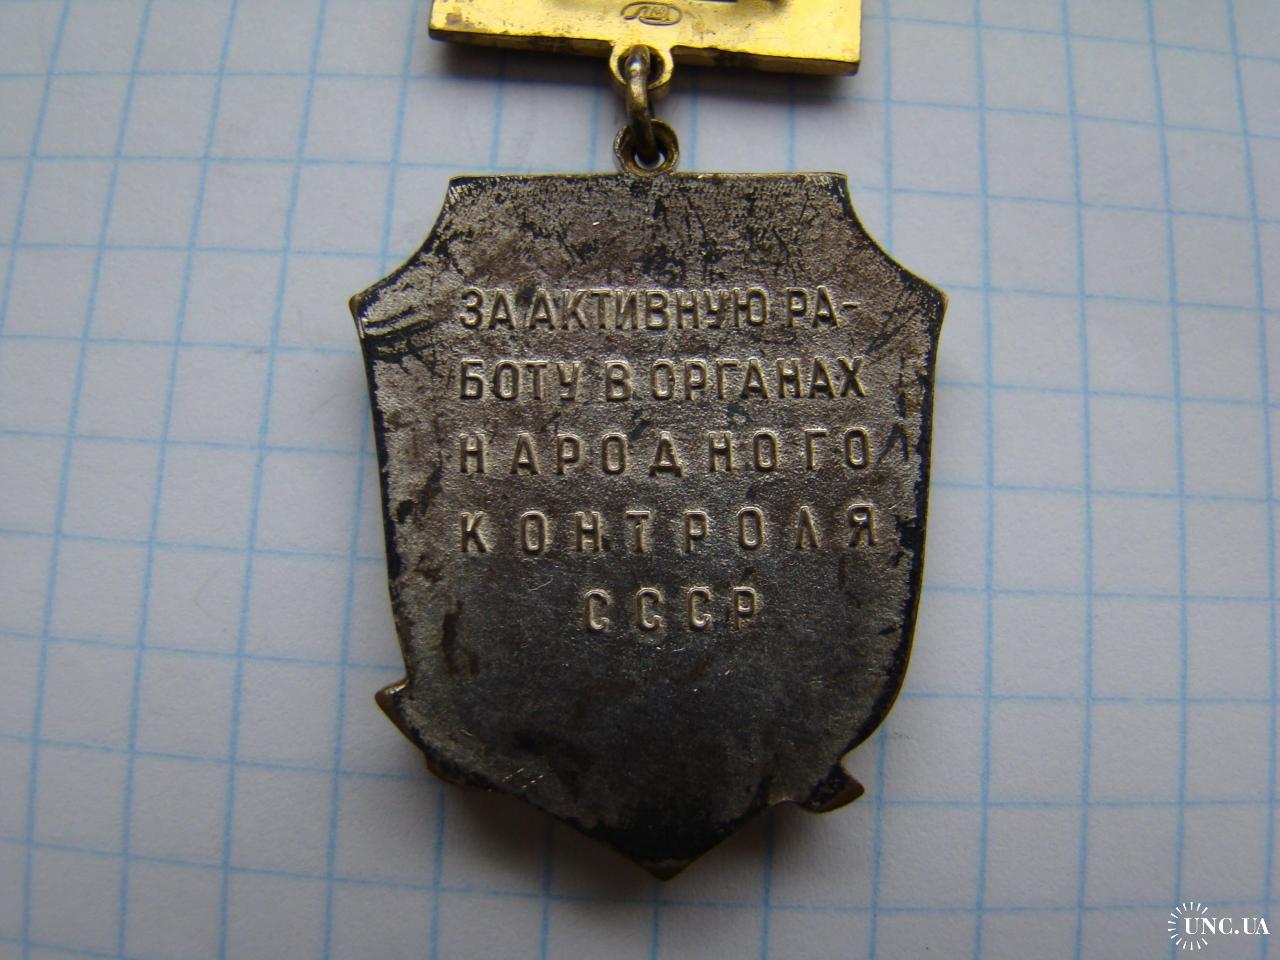 ЗА АКТИВНУЮ РА-
БОТУ В ОРГАНАХ
НАРОДНОГО
КОНТРОЛЯ
СССР
UNC.UA